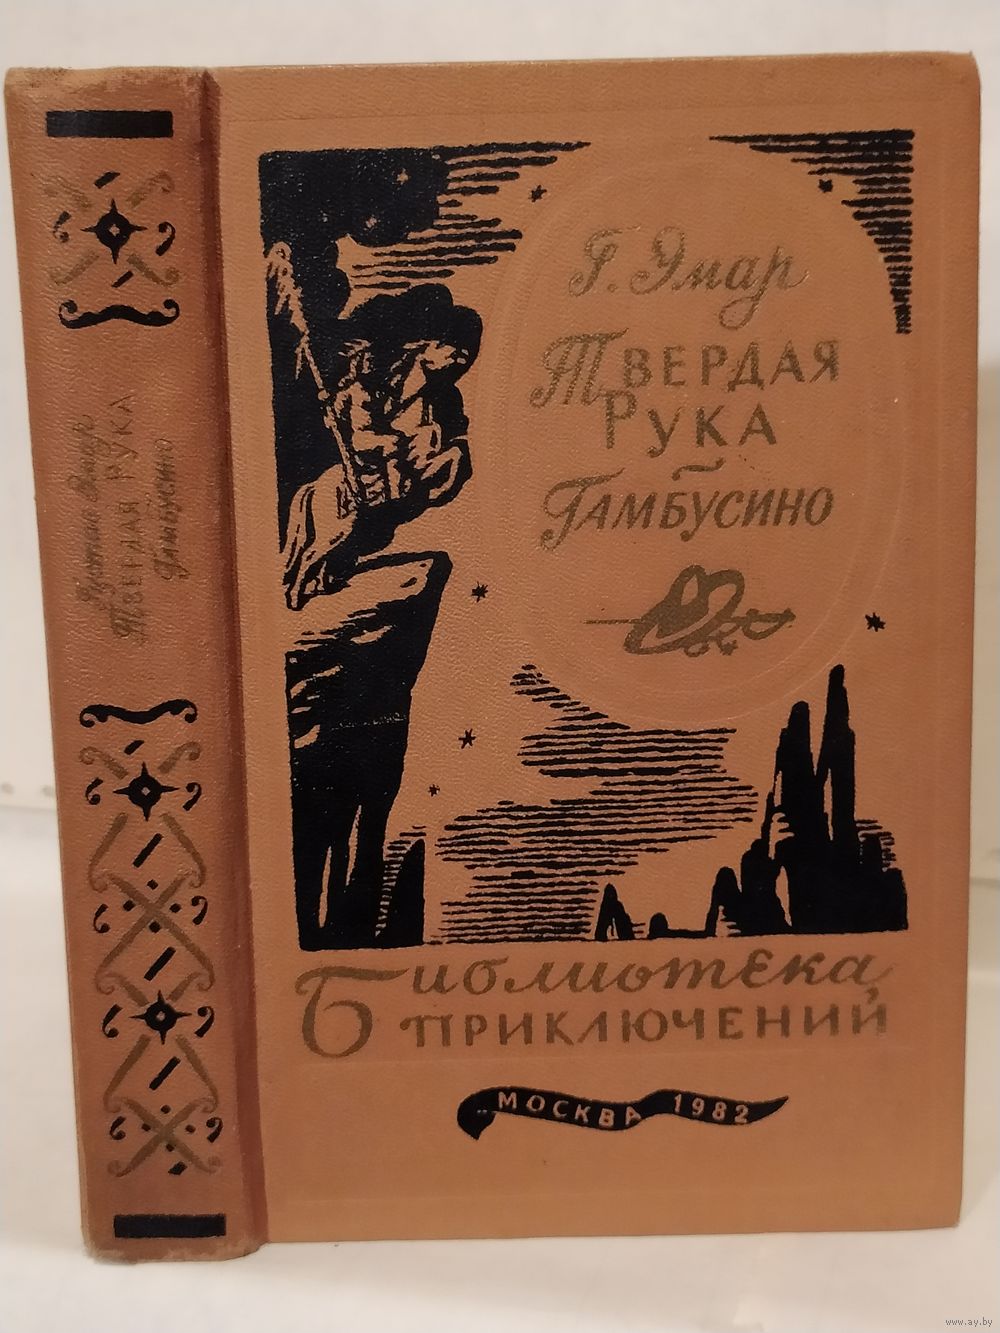 Густав Эмар
ТВЕРДАЯ РУКА
ГАМБУСИНО
Г. Эмар
ТВЕРДАЯ
РУКА
~
ГАМБУСИНО
БИБЛИОТЕКА
ПРИКЛЮЧЕНИЙ
МОСКВА 1982
www.ay.by